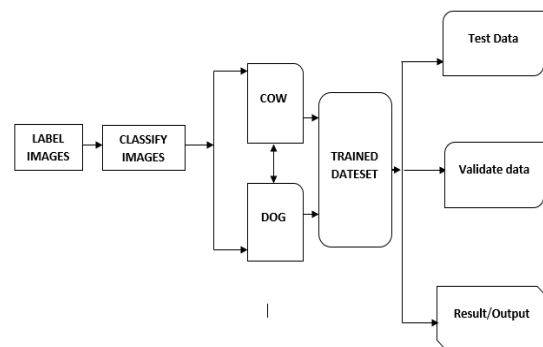 LABEL
IMAGES
CLASSIFY
IMAGES
COW
DOG
TRAINED
DATESET
Test Data
Validate data
Result/Output